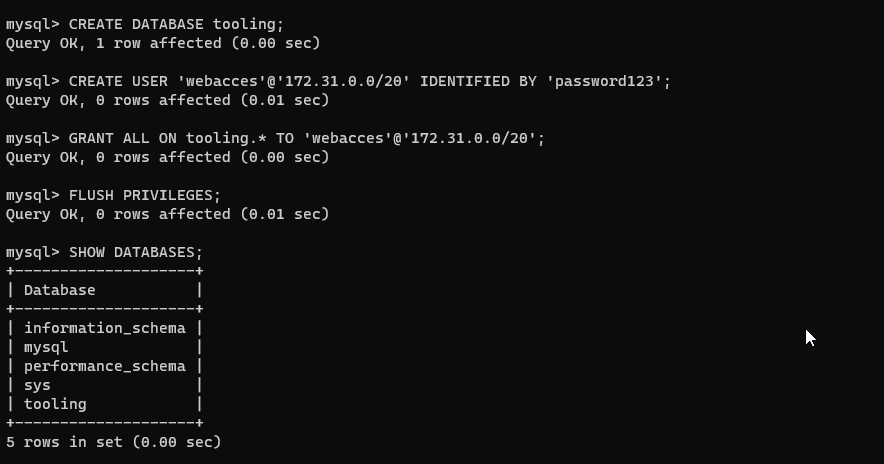 mysql> CREATE DATABASE tooling;
Query OK, 1 row affected (0.00 sec)
mysql> CREATE USER 'webacces'@'172.31.0.0/20' IDENTIFIED BY 'password123';
Query OK, 0 rows affected (0.01 sec)
mysql> GRANT ALL ON tooling.* TO 'webacces'@'172.31.0.0/20';
Query OK, 0 rows affected (0.00 sec)
mysql> FLUSH PRIVILEGES;
Query OK, 0 rows affected (0.01 sec)
mysql> SHOW DATABASES;
+--------------------+
| Database           |
+--------------------+
| information_schema |
| mysql              |
| performance_schema |
| sys                |
| tooling            |
+--------------------+
5 rows in set (0.00 sec)